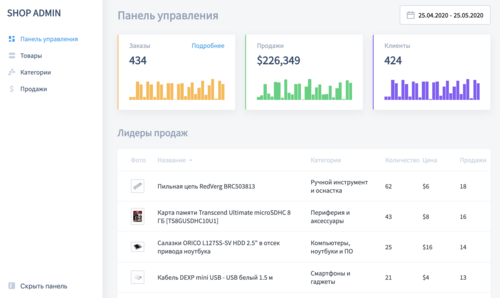 SHOP ADMIN
Панель управления
Товары
Категории
Продажи
Скрыть панель
Панель управления
25.04.2020 - 25.05.2020
Заказы Подробнее
434
Продажи
$226,349
Клиенты
424
Лидеры продаж
Фото Название Категория Количество Цена Продажи
Пильная цепь RedVerg BRC503813 Ручной инструмент 62 $6 18
и оснастка
Карта памяти Transcend Ultimate microSDHC 8 Периферия и 43 $8 16
ГБ [TS8GUSDHC10U1] аксессуары
Салазки ORICO L127SS-SV HDD 2.5" в отсек Компьютеры, 25 $16 14
привода ноутбука ноутбуки и ПО
Кабель DEXP mini USB - USB белый 1.5 м Смартфоны и 21 $4 13
гаджеты